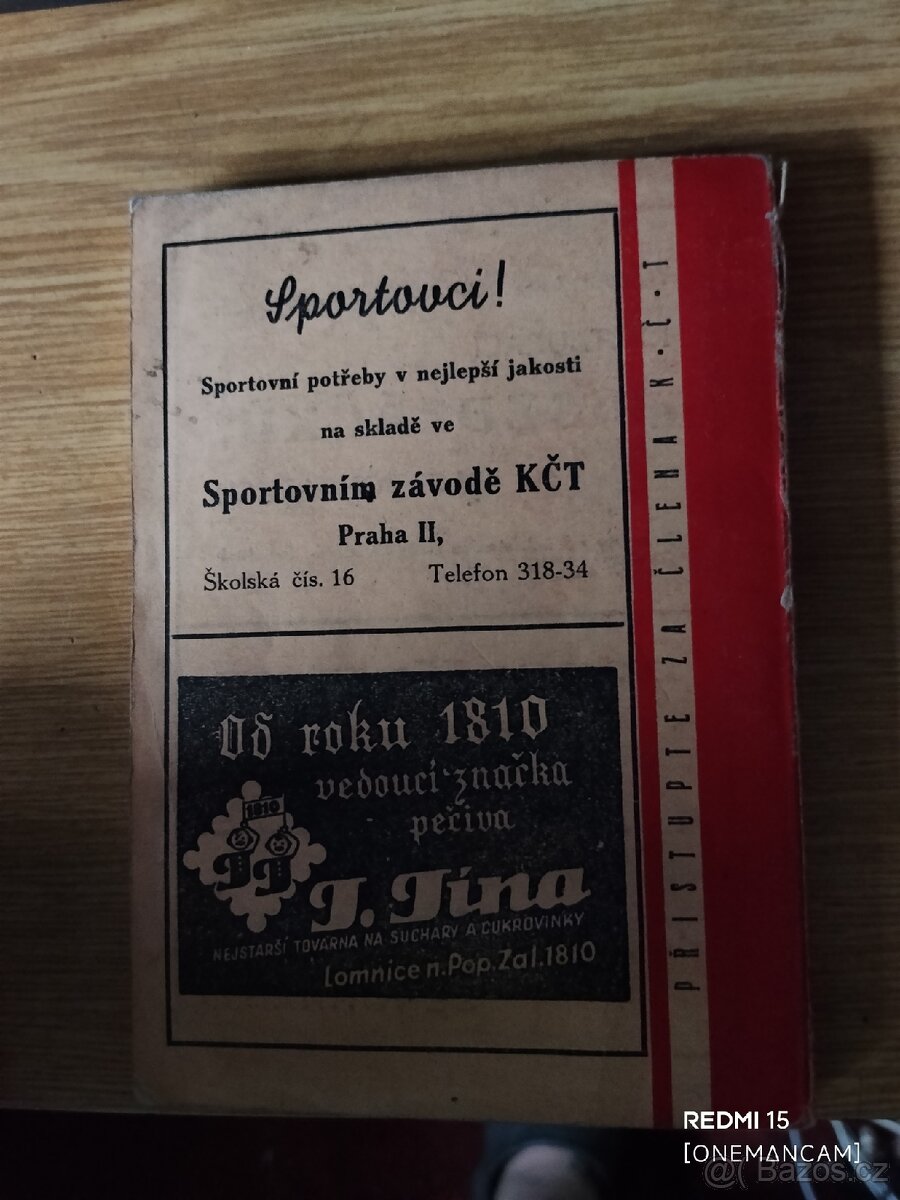 Sportovci!
Sportovní potřeby v nejlepší jakosti
na skladě ve
Sportovním závodě KČT
Praha II,
Školská čís. 16 Telefon 318-34
Od roku 1810
vedoucí značka
pečiva
1810
J. Jína
NEJSTARŠÍ TOVÁRNA NA SUCHARY A CUKROVINKY
Lomnice n. Pop. Zal. 1810
PŘISTUPTE ZA ČLENA K·Č·T
REDMI 15
[ONEMANCAM]
@( Bazos.cz